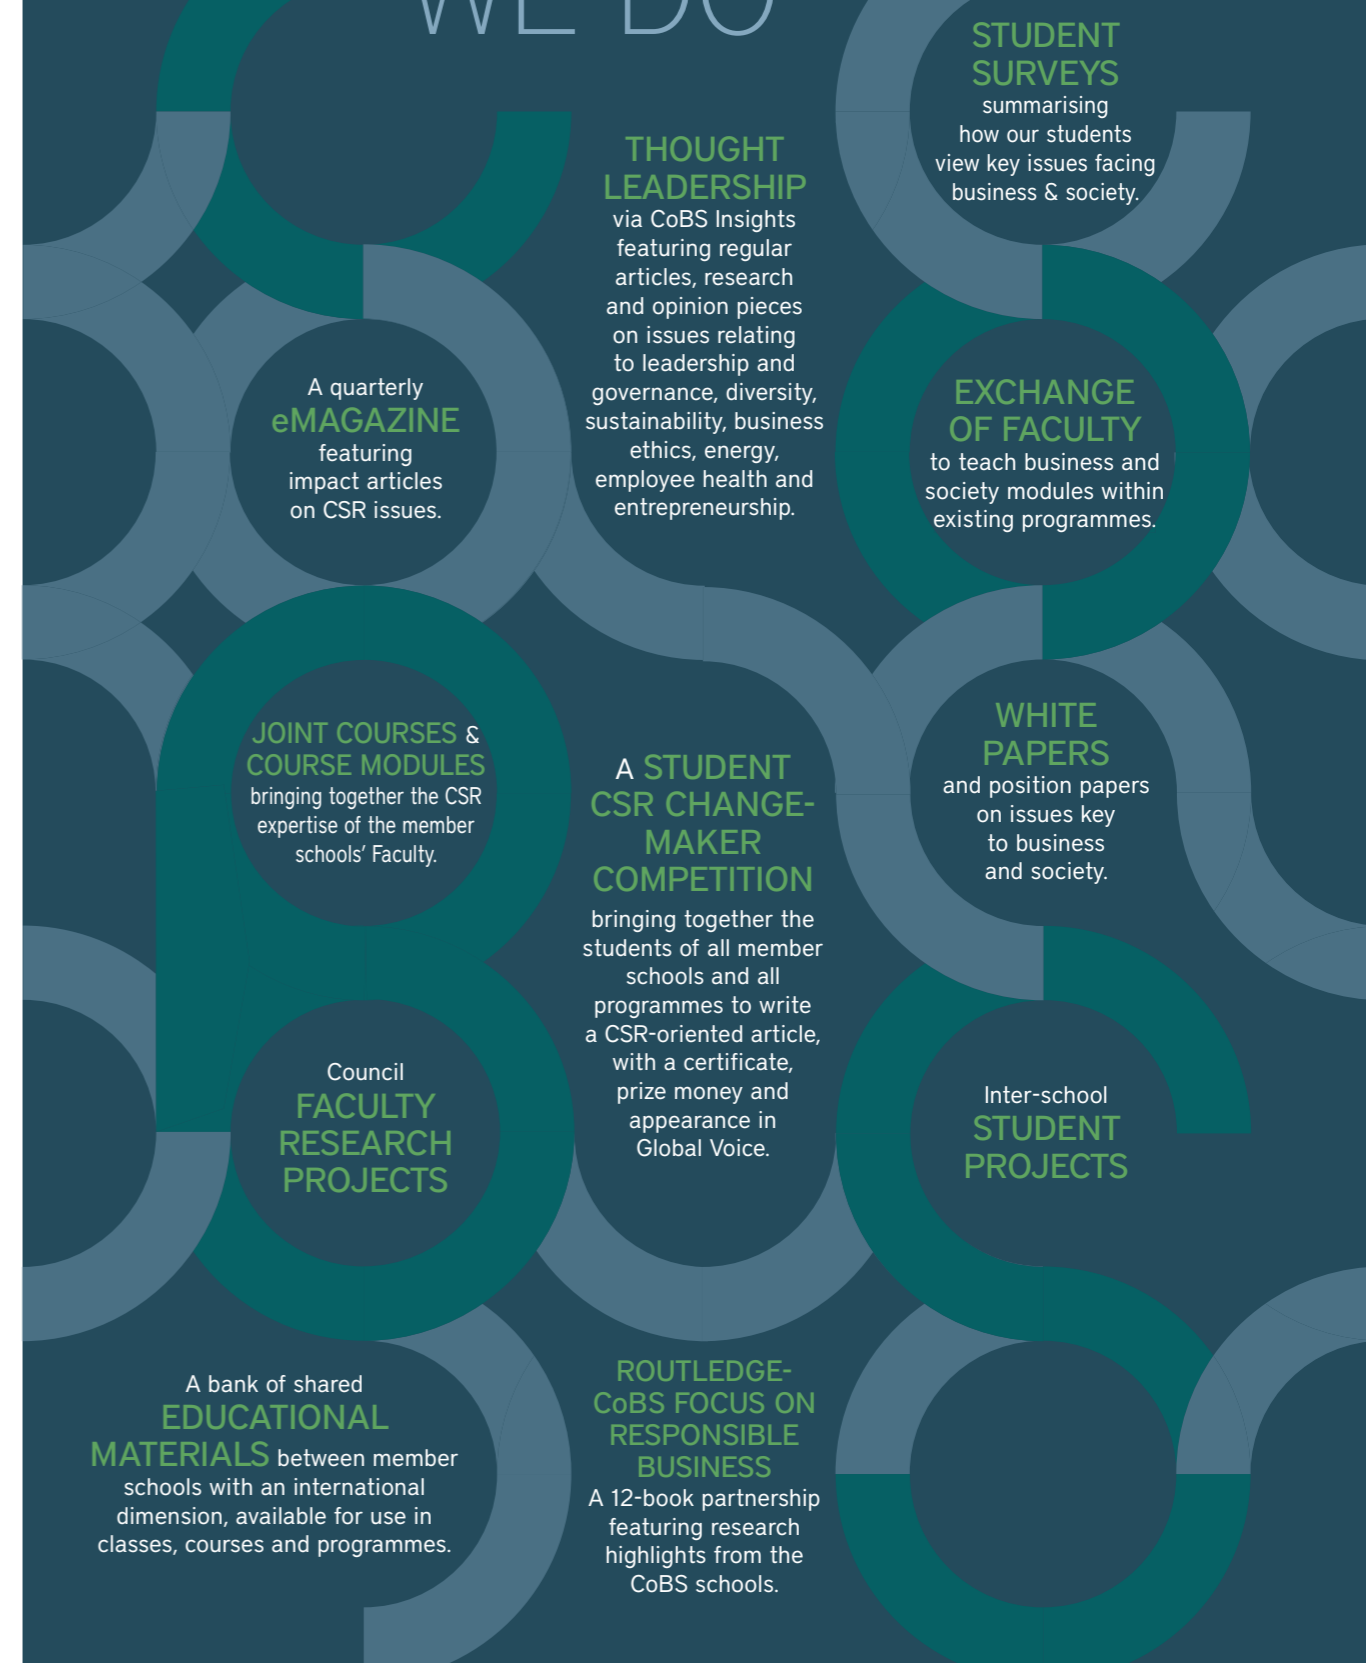 WE DO
STUDENT
SURVEYS
summarising
how our students
view key issues facing
business & society.
THOUGHT
LEADERSHIP
via CoBS Insights
featuring regular
articles, research
and opinion pieces
on issues relating
to leadership and
governance, diversity,
sustainability, business
ethics, energy,
employee health and
entrepreneurship.
A quarterly
eMAGAZINE
featuring
impact articles
on CSR issues.
EXCHANGE
OF FACULTY
to teach business and
society modules within
existing programmes.
JOINT COURSES &
COURSE MODULES
bringing together the CSR
expertise of the member
schools’ Faculty.
A STUDENT
CSR CHANGE-
MAKER
COMPETITION
bringing together the
students of all member
schools and all
programmes to write
a CSR-oriented article,
with a certificate,
prize money and
appearance in
Global Voice.
WHITE
PAPERS
and position papers
on issues key
to business
and society.
Council
FACULTY
RESEARCH
PROJECTS
Inter-school
STUDENT
PROJECTS
A bank of shared
EDUCATIONAL
MATERIALS between member
schools with an international
dimension, available for use in
classes, courses and programmes.
ROUTLEDGE-
CoBS FOCUS ON
RESPONSIBLE
BUSINESS
A 12-book partnership
featuring research
highlights from the
CoBS schools.